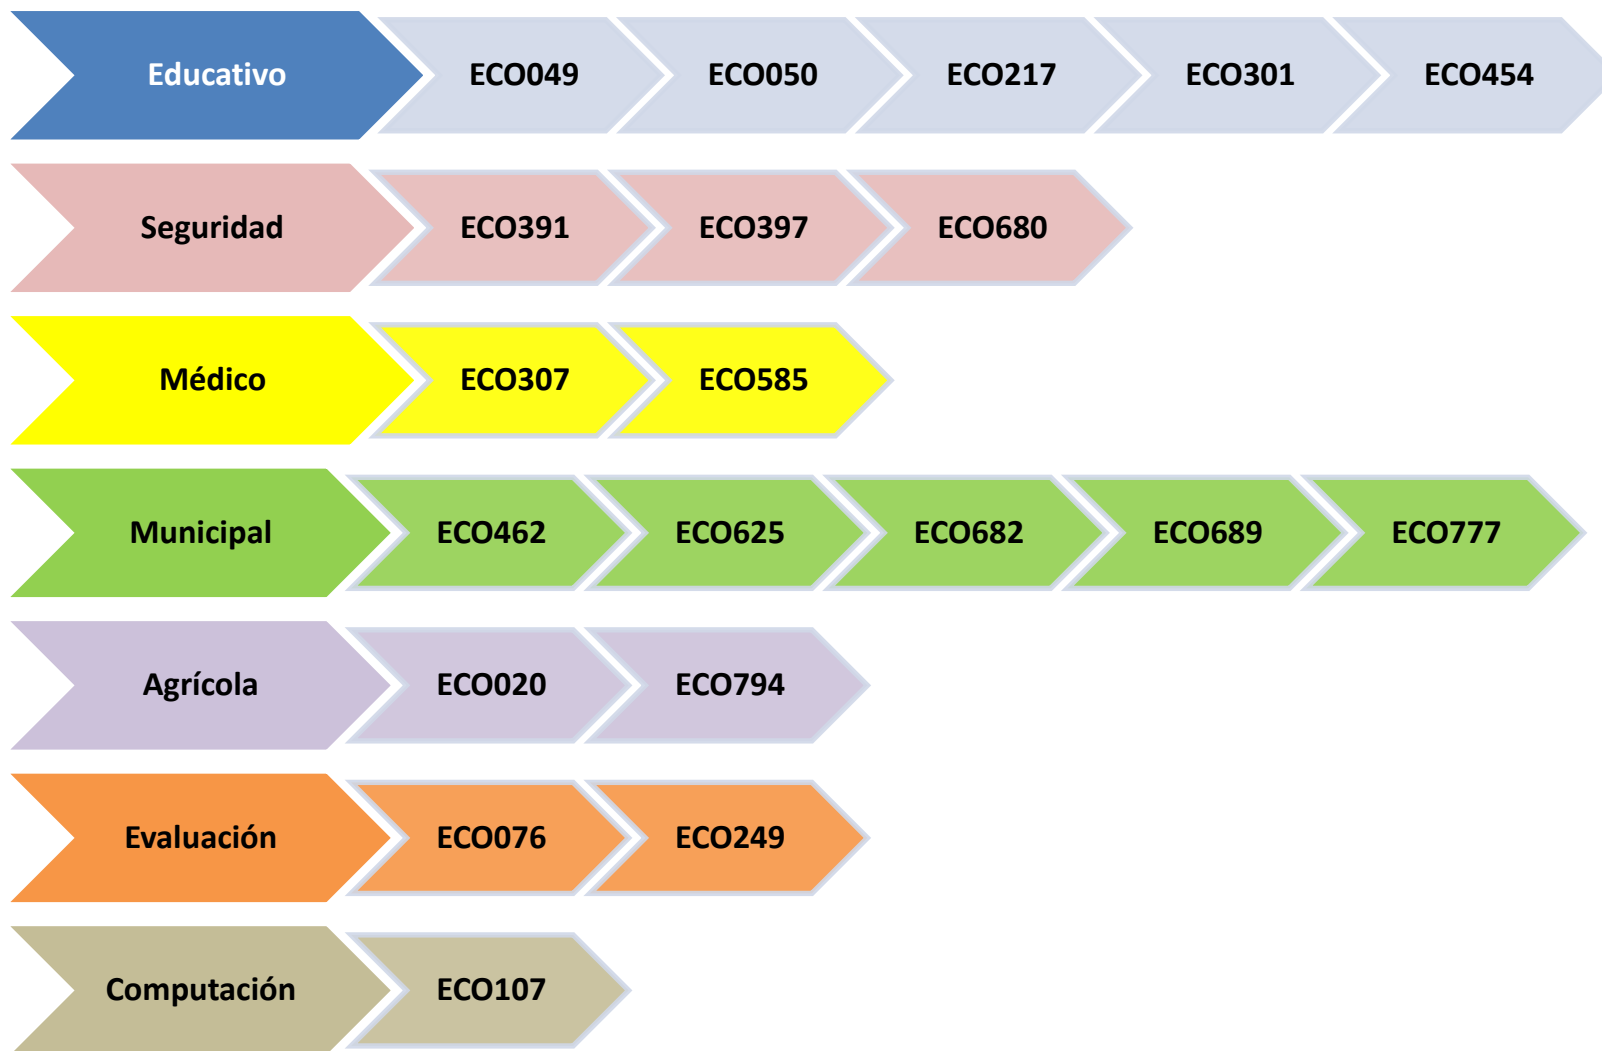 Educativo ECO049 ECO050 ECO217 ECO301 ECO454
Seguridad ECO391 ECO397 ECO680
Médico ECO307 ECO585
Municipal ECO462 ECO625 ECO682 ECO689 ECO777
Agrícola ECO020 ECO794
Evaluación ECO076 ECO249
Computación ECO107